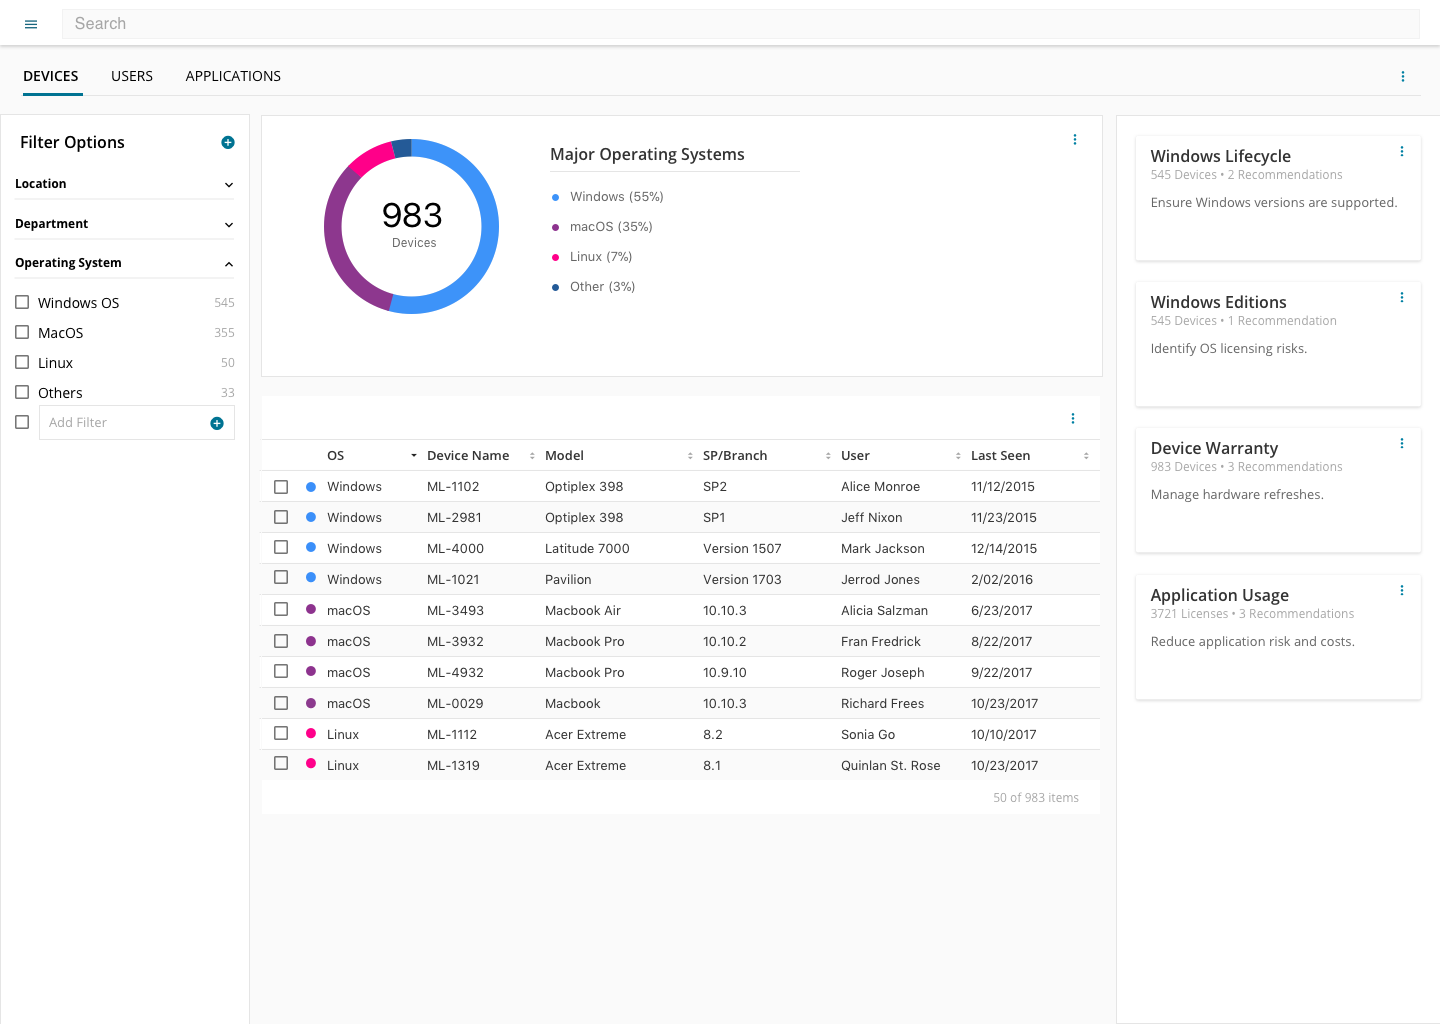 Search
DEVICES USERS APPLICATIONS
Filter Options
Location
Department
Operating System
Windows OS 545
MacOS 355
Linux 50
Others 33
Add Filter
983
Devices
Major Operating Systems
Windows (55%)
macOS (35%)
Linux (7%)
Other (3%)
OS Device Name Model SP/Branch User Last Seen
Windows ML-1102 Optiplex 398 SP2 Alice Monroe 11/12/2015
Windows ML-2981 Optiplex 398 SP1 Jeff Nixon 11/23/2015
Windows ML-4000 Latitude 7000 Version 1507 Mark Jackson 12/14/2015
Windows ML-1021 Pavilion Version 1703 Jerrod Jones 2/02/2016
macOS ML-3493 Macbook Air 10.10.3 Alicia Salzman 6/23/2017
macOS ML-3932 Macbook Pro 10.10.2 Fran Fredrick 8/22/2017
macOS ML-4932 Macbook Pro 10.9.10 Roger Joseph 9/22/2017
macOS ML-0029 Macbook 10.10.3 Richard Frees 10/23/2017
Linux ML-1112 Acer Extreme 8.2 Sonia Go 10/10/2017
Linux ML-1319 Acer Extreme 8.1 Quinlan St. Rose 10/23/2017
50 of 983 items
Windows Lifecycle
545 Devices • 2 Recommendations
Ensure Windows versions are supported.
Windows Editions
545 Devices • 1 Recommendation
Identify OS licensing risks.
Device Warranty
983 Devices • 3 Recommendations
Manage hardware refreshes.
Application Usage
3721 Licenses • 3 Recommendations
Reduce application risk and costs.